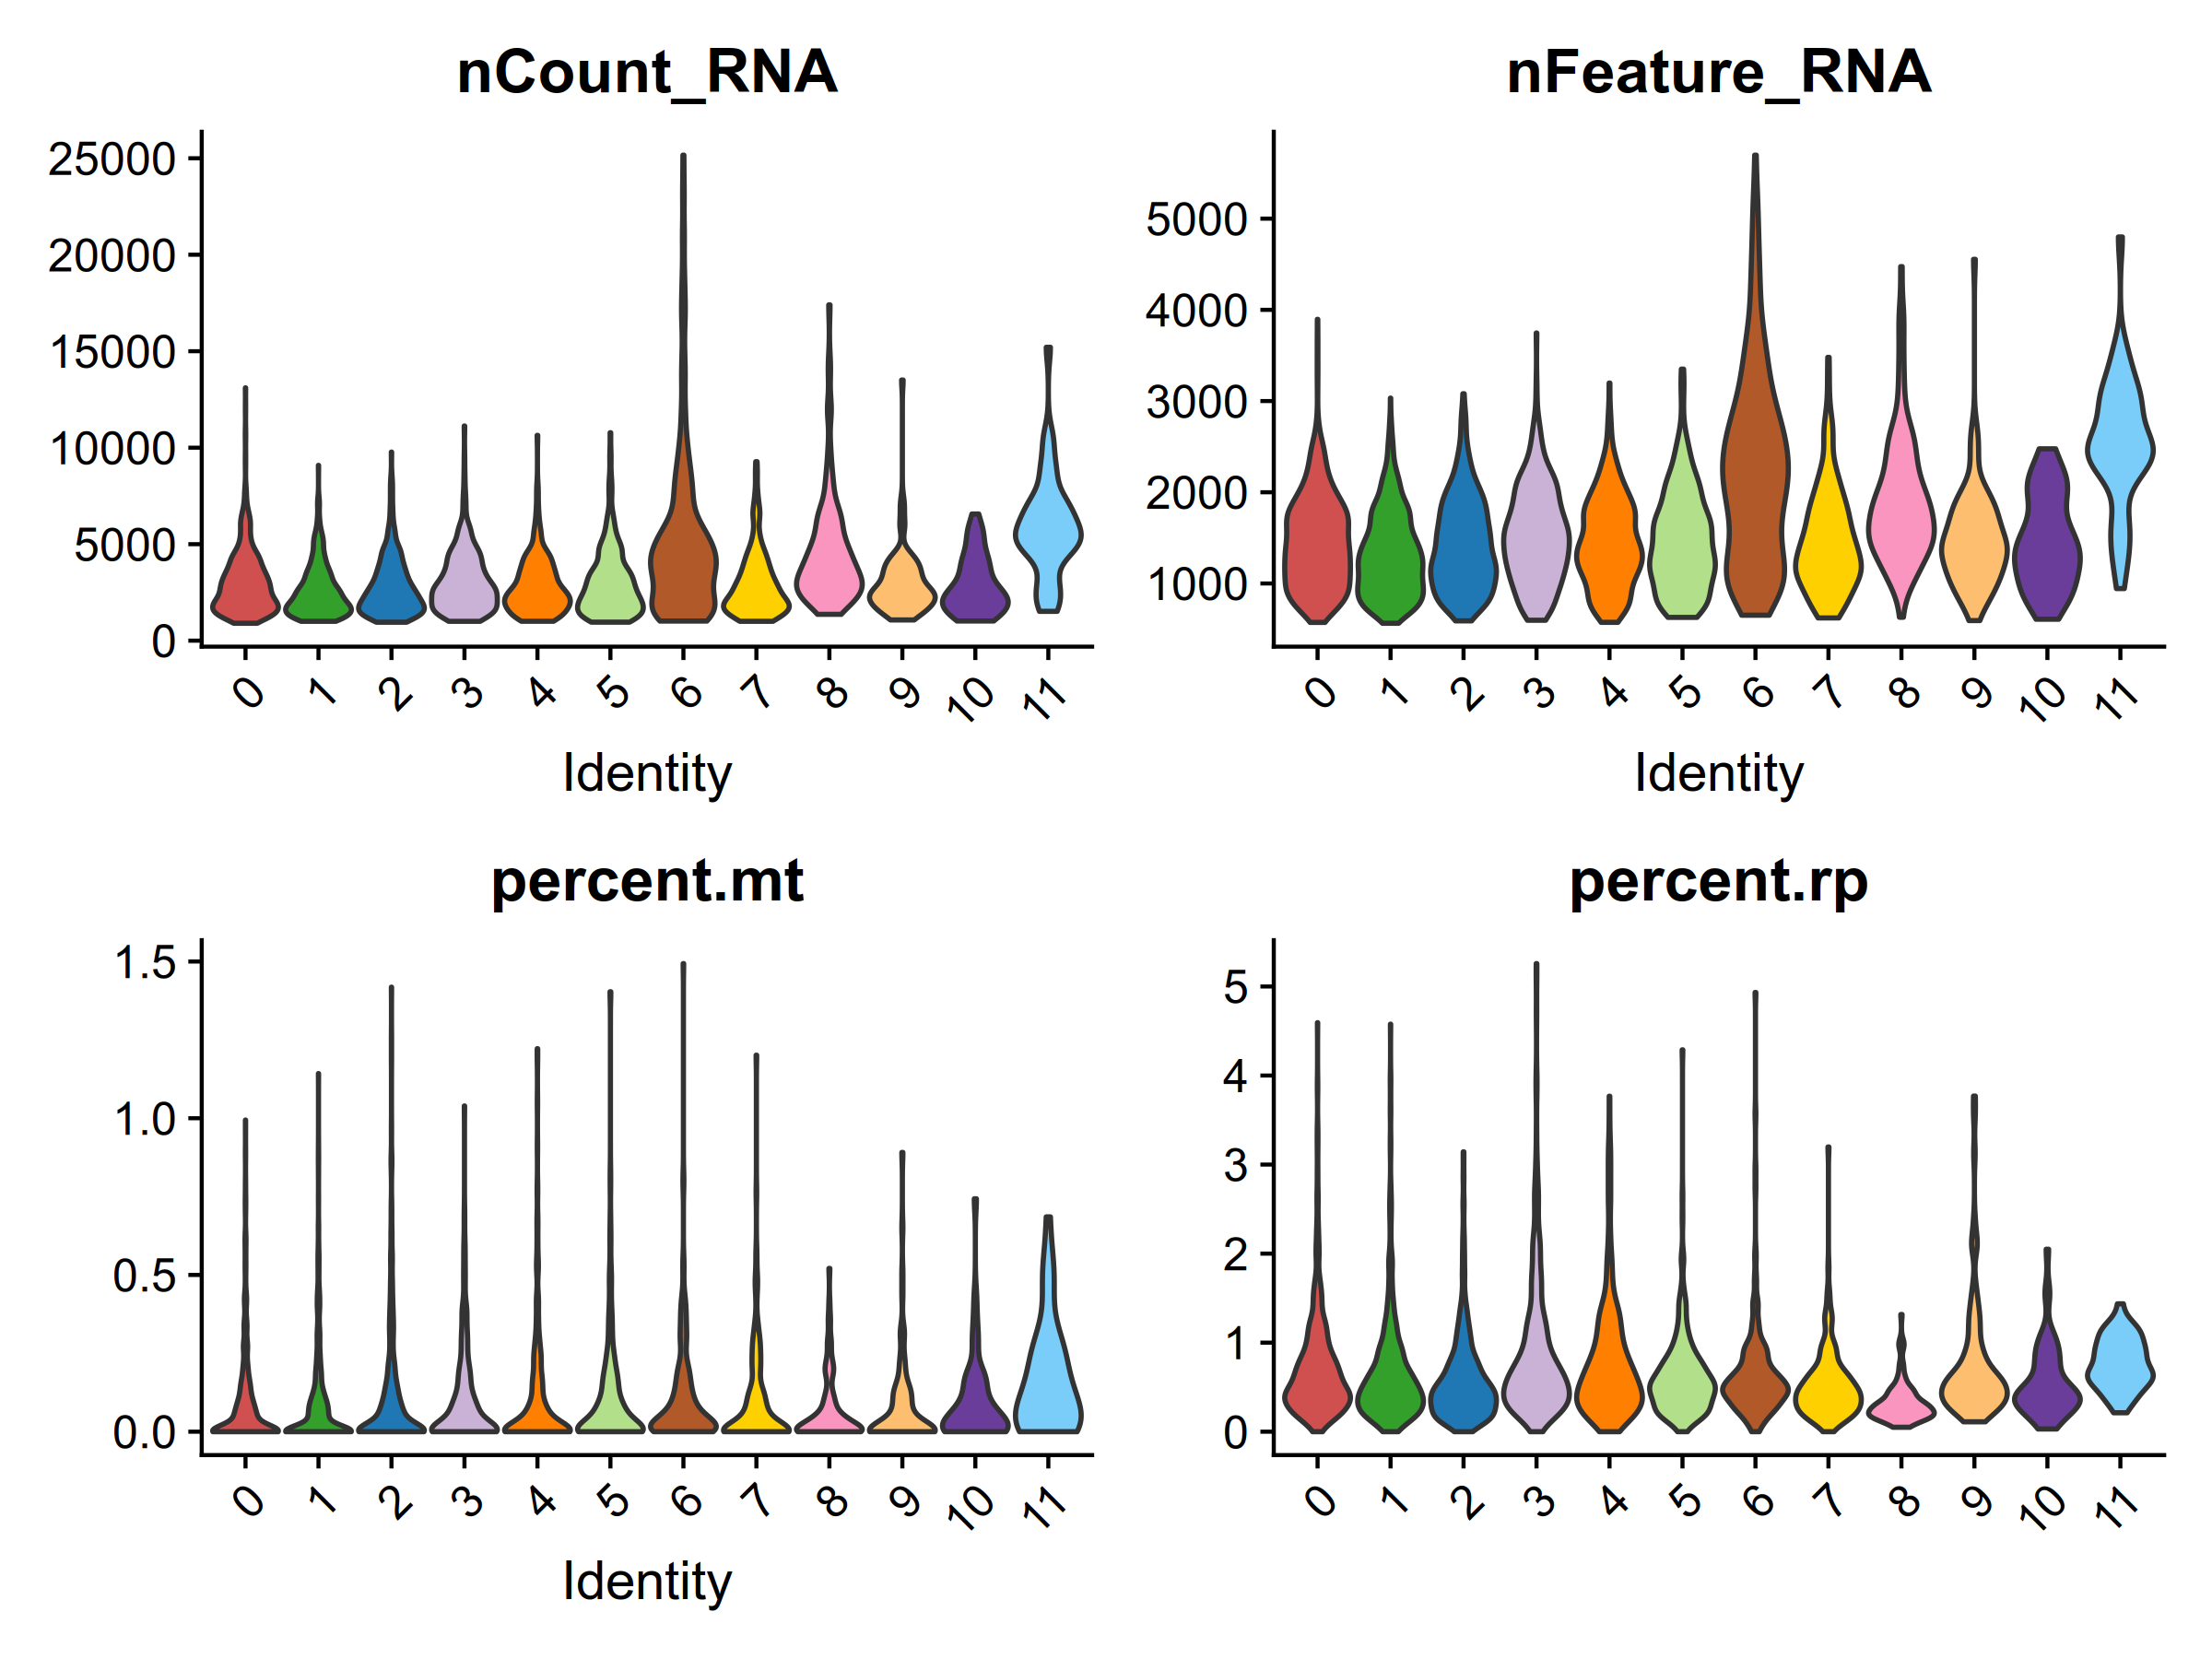 nCount_RNA
25000
20000
15000
10000
5000
0
0 1 2 3 4 5 6 7 8 9 10 11
Identity
nFeature_RNA
5000
4000
3000
2000
1000
0 1 2 3 4 5 6 7 8 9 10 11
Identity
percent.mt
1.5
1.0
0.5
0.0
0 1 2 3 4 5 6 7 8 9 10 11
Identity
percent.rp
5
4
3
2
1
0
0 1 2 3 4 5 6 7 8 9 10 11